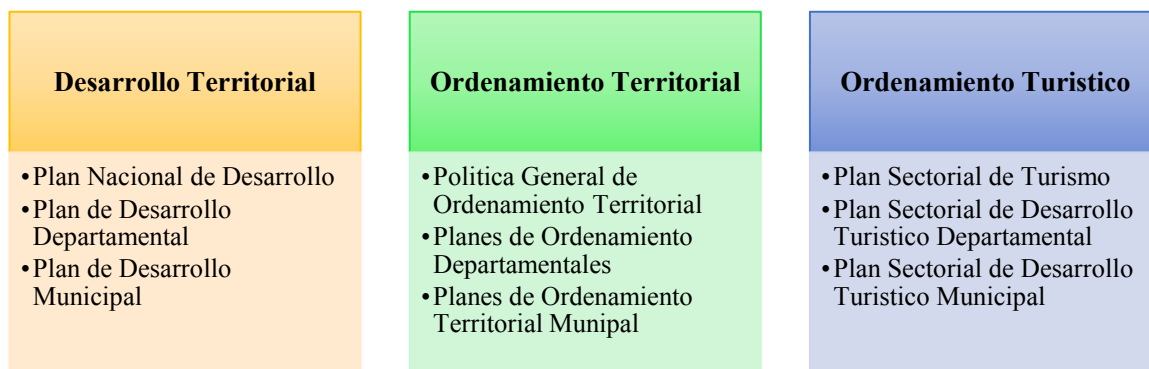 Desarrollo Territorial
•Plan Nacional de Desarrollo
•Plan de Desarrollo
Departamental
•Plan de Desarrollo
Municipal
Ordenamiento Territorial
•Politica General de
Ordenamiento Territorial
•Planes de Ordenamiento
Departamentales
•Planes de Ordenamiento
Territorial Munipal
Ordenamiento Turistico
•Plan Sectorial de Turismo
•Plan Sectorial de Desarrollo
Turistico Departamental
•Plan Sectorial de Desarrollo
Turistico Municipal